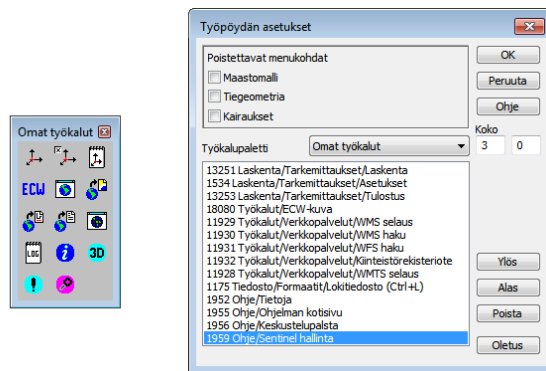 Omat työkalut
ECW
LOG
i
3D
!
Työpöydän asetukset
Poistettavat menukohdat
Maastomalli
Tiegeometria
Kairaukset
OK
Peruuta
Ohje
Koko
3 0
Työkalupaletti Omat työkalut
13251 Laskenta/Tarkemittaukset/Laskenta
1534 Laskenta/Tarkemittaukset/Asetukset
13253 Laskenta/Tarkemittaukset/Tulostus
18080 Työkalut/ECW-kuva
11929 Työkalut/Verkkopalvelut/WMS selaus
11930 Työkalut/Verkkopalvelut/WMS haku
11931 Työkalut/Verkkopalvelut/WFS haku
11932 Työkalut/Verkkopalvelut/Kiinteistörekisteriote
11928 Työkalut/Verkkopalvelut/WMTS selaus
1175 Tiedosto/Formaatit/Lokitiedosto (Ctrl+L)
1952 Ohje/Tietoja
1955 Ohje/Ohjelman kotisivu
1956 Ohje/Keskustelupalsta
1959 Ohje/Sentinel hallinta
Ylös
Alas
Poista
Oletus